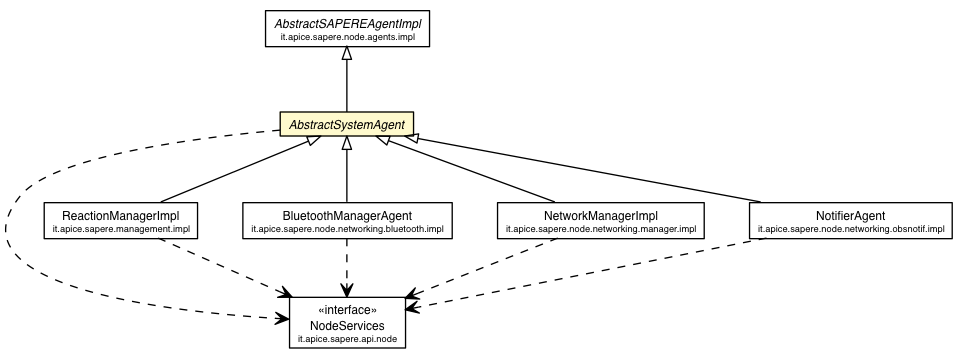 AbstractSAPEREAgentImpl
it.apice.sapere.node.agents.impl
AbstractSystemAgent
ReactionManagerImpl
it.apice.sapere.management.impl
BluetoothManagerAgent
it.apice.sapere.node.networking.bluetooth.impl
NetworkManagerImpl
it.apice.sapere.node.networking.manager.impl
NotifierAgent
it.apice.sapere.node.networking.obsnotif.impl
«interface»
NodeServices
it.apice.sapere.api.node